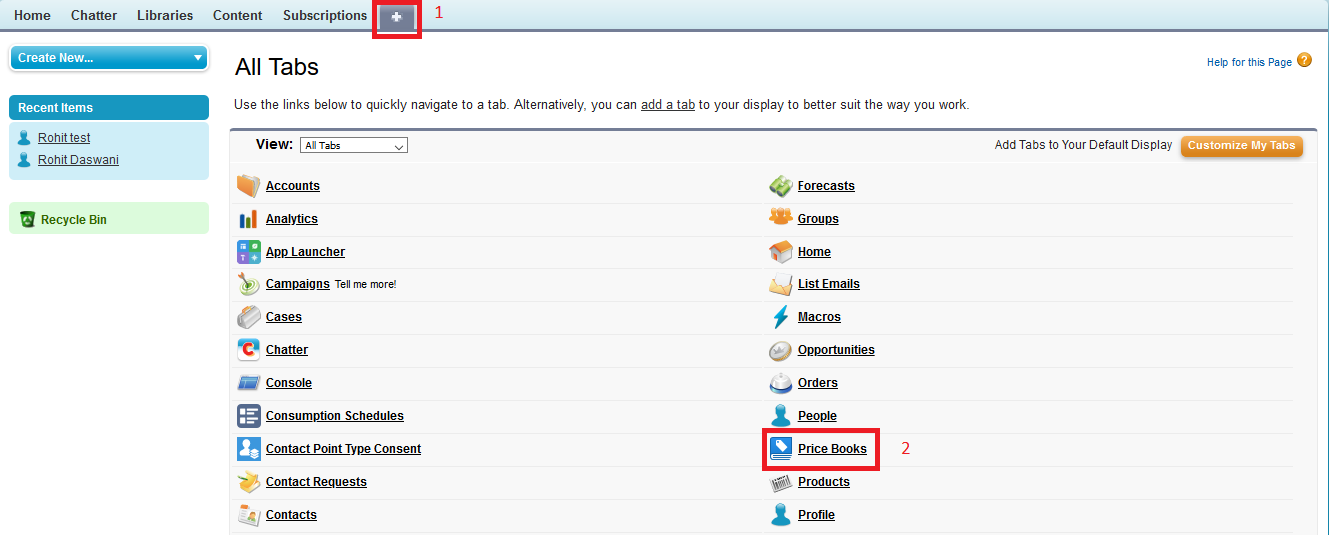 Home Chatter Libraries Content Subscriptions + 1
Create New...
All Tabs
Help for this Page ?
Recent Items
Use the links below to quickly navigate to a tab. Alternatively, you can add a tab to your display to better suit the way you work.
Rohit test
Rohit Daswani
View: All Tabs
Add Tabs to Your Default Display Customize My Tabs
Recycle Bin
Accounts Forecasts
Analytics Groups
App Launcher Home
Campaigns Tell me more! List Emails
Cases Macros
Chatter Opportunities
Console Orders
Consumption Schedules People
Contact Point Type Consent Price Books 2
Contact Requests Products
Contacts Profile